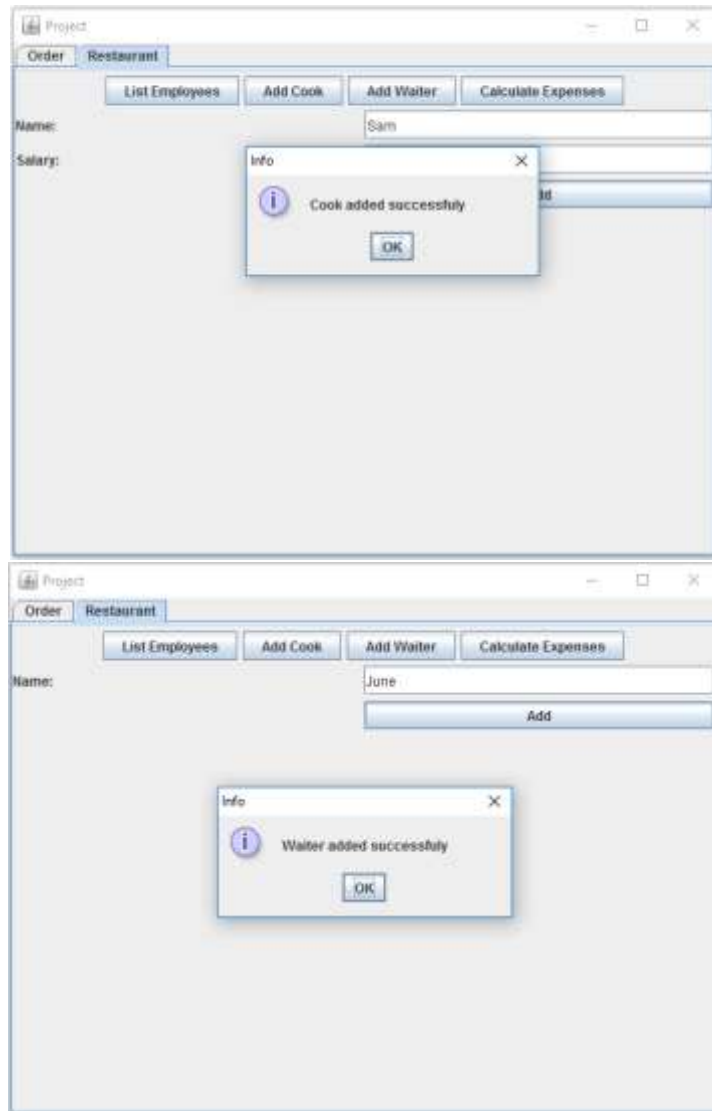 Project
Order Restaurant
List Employees Add Cook Add Waiter Calculate Expenses
Name: Sam
Salary:
Info
Cook added successfuly
OK
Project
Order Restaurant
List Employees Add Cook Add Waiter Calculate Expenses
Name: June
Add
Info
Waiter added successfuly
OK